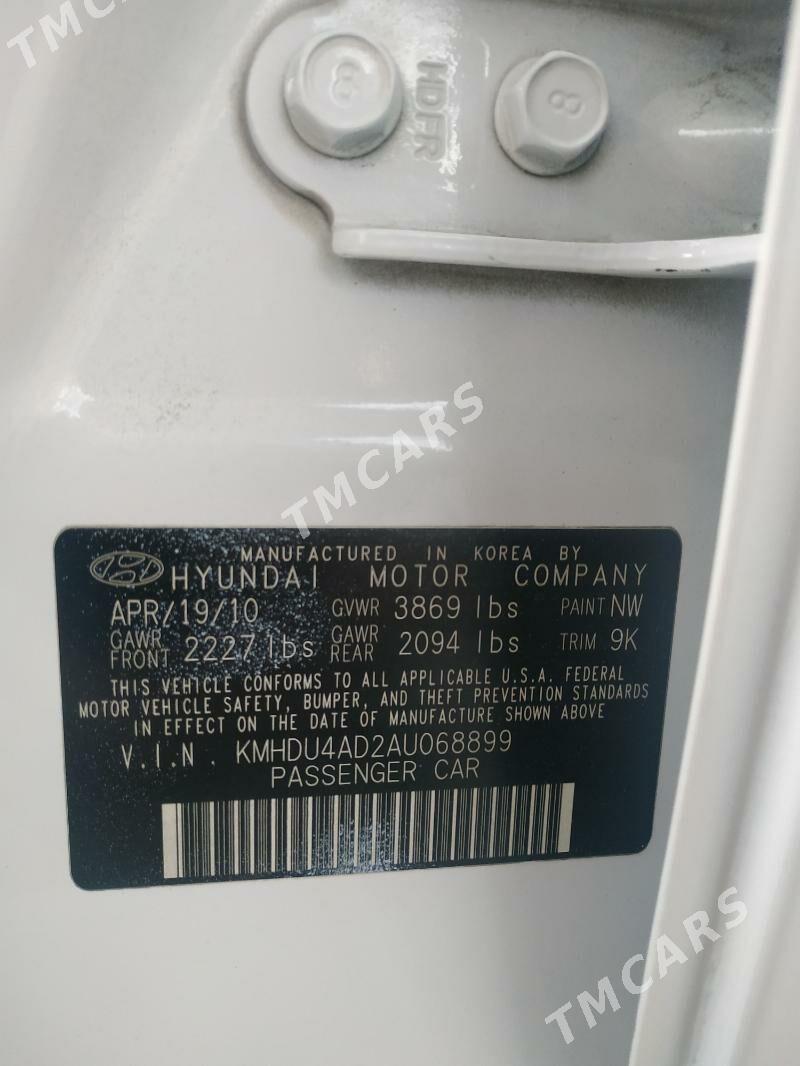 TMCARS
8
HDFR
8
TMCARS
MANUFACTURED IN KOREA BY
HYUNDAI MOTOR COMPANY
APR/19/10 GVWR 3869 lbs PAINT NW
GAWR FRONT 2227 lbs GAWR REAR 2094 lbs TRIM 9K
THIS VEHICLE CONFORMS TO ALL APPLICABLE U.S.A. FEDERAL
MOTOR VEHICLE SAFETY, BUMPER, AND THEFT PREVENTION STANDARDS
IN EFFECT ON THE DATE OF MANUFACTURE SHOWN ABOVE
V.I.N. KMHDU4AD2AU068899
PASSENGER CAR
TMCARS